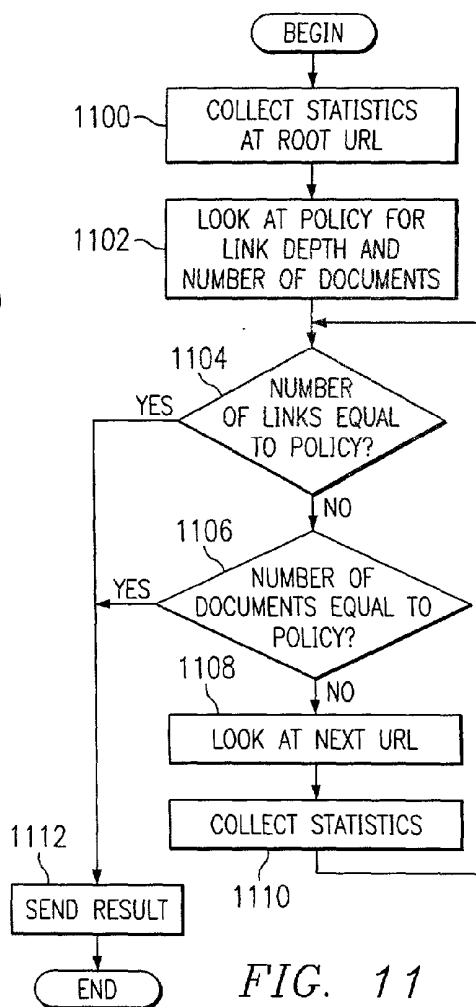 BEGIN
1100
COLLECT STATISTICS
AT ROOT URL
1102
LOOK AT POLICY FOR
LINK DEPTH AND
NUMBER OF DOCUMENTS
1104
NUMBER
OF LINKS EQUAL
TO POLICY?
YES
NO
1106
NUMBER OF
DOCUMENTS EQUAL TO
POLICY?
YES
NO
1108
LOOK AT NEXT URL
COLLECT STATISTICS
1110
1112
SEND RESULT
END
FIG. 11